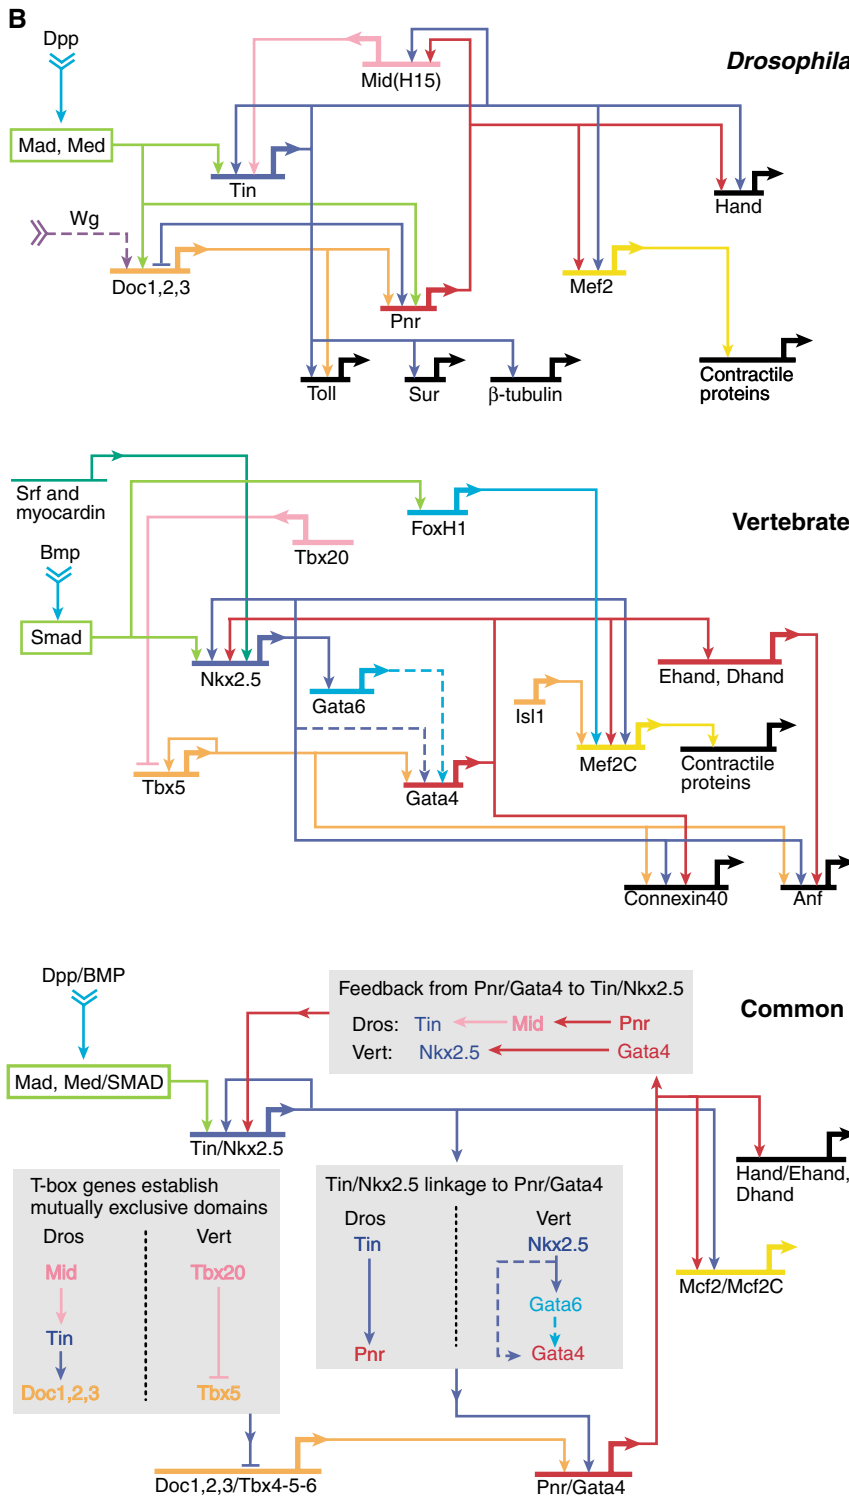 B
Dpp
Drosophila
Mid(H15)
Mad, Med
Tin
Hand
Wg
Doc1,2,3
Mef2
Pnr
Contractile
proteins
Toll
Sur
β-tubulin
Srf and
myocardin
FoxH1
Vertebrate
Tbx20
Bmp
Smad
Nkx2.5
Ehand, Dhand
Gata6
Isl1
Mef2C
Contractile
proteins
Tbx5
Gata4
Connexin40
Anf
Dpp/BMP
Feedback from Pnr/Gata4 to Tin/Nkx2.5
Common
Dros: Tin Mid Pnr
Vert: Nkx2.5 Gata4
Mad, Med/SMAD
Tin/Nkx2.5
Hand/Ehand,
Dhand
T-box genes establish
mutually exclusive domains
Dros Vert
Mid Tbx20
Tin
Doc1,2,3 Tbx5
Tin/Nkx2.5 linkage to Pnr/Gata4
Dros Vert
Tin Nkx2.5
Gata6
Pnr Gata4
Mcf2/Mcf2C
Doc1,2,3/Tbx4-5-6
Pnr/Gata4